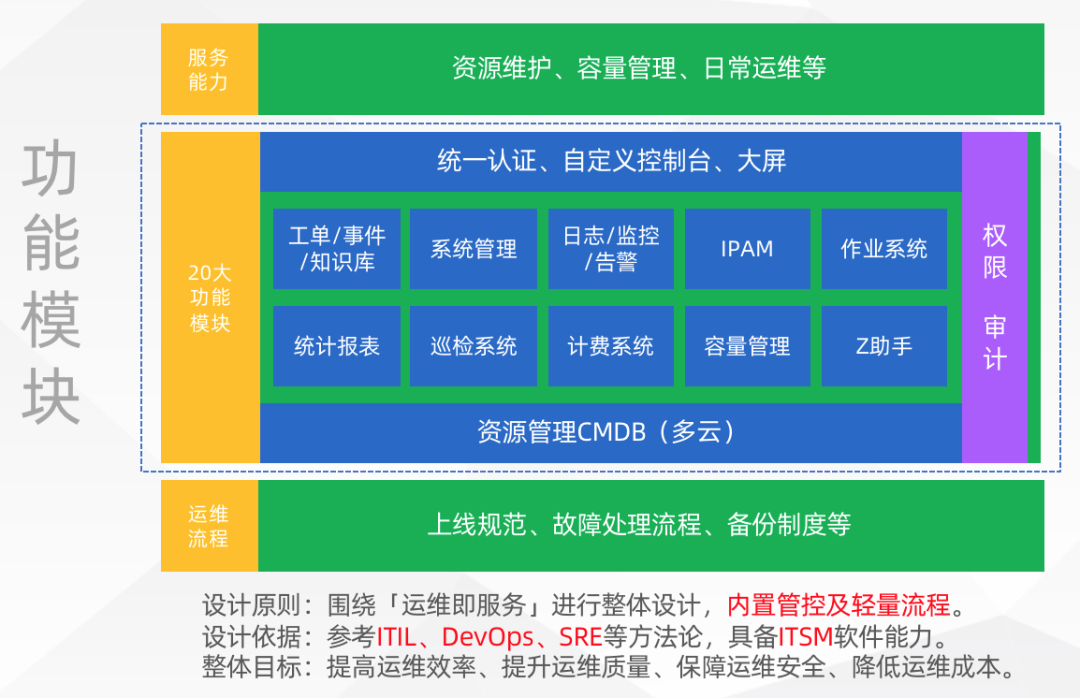 功能模块
服务
能力
资源维护、容量管理、日常运维等
20大
功能
模块
统一认证、自定义控制台、大屏
工单/事件
/知识库
系统管理
日志/监控
/告警
IPAM
作业系统
统计报表
巡检系统
计费系统
容量管理
Z助手
资源管理CMDB（多云）
权限
审计
运维
流程
上线规范、故障处理流程、备份制度等
设计原则：围绕「运维即服务」进行整体设计，内置管控及轻量流程。
设计依据：参考ITIL、DevOps、SRE等方法论，具备ITSM软件能力。
整体目标：提高运维效率、提升运维质量、保障运维安全、降低运维成本。